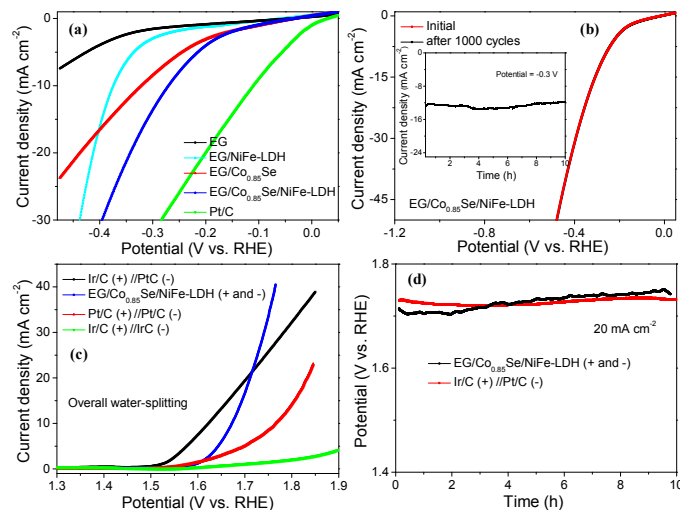 (a)
Current density (mA cm-2)
0
-10
-20
-30
EG
EG/NiFe-LDH
EG/Co0.85Se
EG/Co0.85Se/NiFe-LDH
Pt/C
-0.4 -0.3 -0.2 -0.1 0.0
Potential (V vs. RHE)
(b)
Current density (mA cm-2)
0
-15
-30
-45
Initial
after 1000 cycles
Current density (mA cm-2)
0
-8
-16
-24
Potential = -0.3 V
2 4 6 8 10
Time (h)
EG/Co0.85Se/NiFe-LDH
-1.2 -0.8 -0.4 0.0
Potential (V vs. RHE)
Current density (mA cm-2)
40
30
20
10
0
Ir/C (+) //PtC (-)
EG/Co0.85Se/NiFe-LDH (+ and -)
Pt/C (+) //Pt/C (-)
Ir/C (+) //IrC (-)
(c)
Overall water-splitting
1.3 1.4 1.5 1.6 1.7 1.8 1.9
Potential (V vs. RHE)
(d)
Potential (V vs. RHE)
1.8
1.6
1.4
20 mA cm-2
EG/Co0.85Se/NiFe-LDH (+ and -)
Ir/C (+) //Pt/C (-)
0 2 4 6 8 10
Time (h)